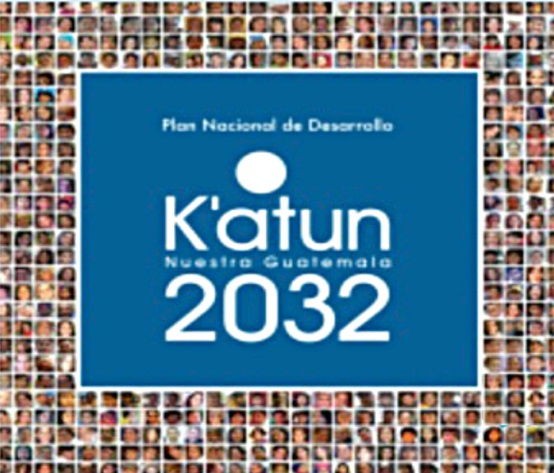 Plan Nacional de Desarrollo
K'atun
Nuestra Guatemala
2032